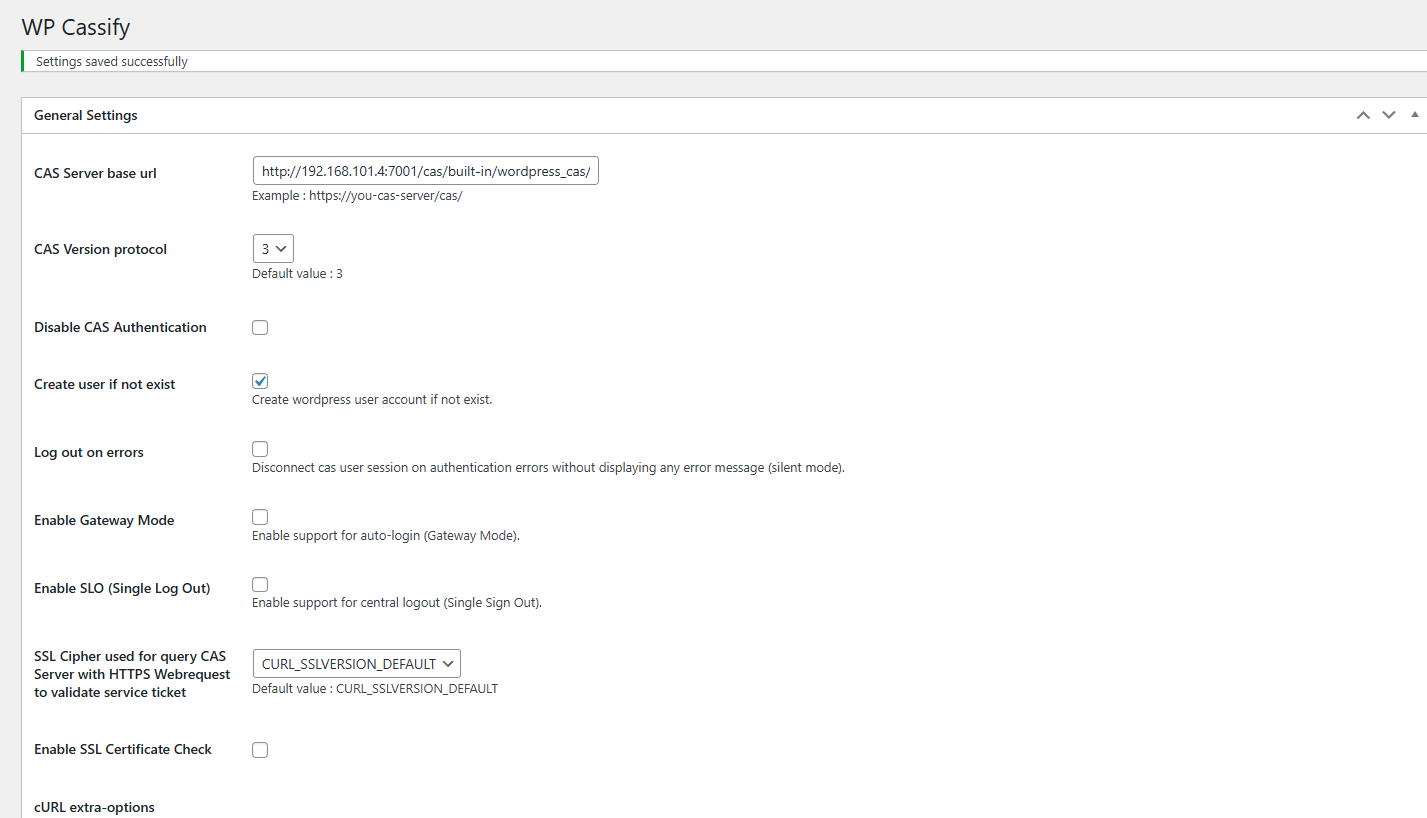 WP Cassify
Settings saved successfully
General Settings
CAS Server base url
http://192.168.101.4:7001/cas/built-in/wordpress_cas/
Example : https://you-cas-server/cas/
CAS Version protocol
3
Default value : 3
Disable CAS Authentication
Create user if not exist
Create wordpress user account if not exist.
Log out on errors
Disconnect cas user session on authentication errors without displaying any error message (silent mode).
Enable Gateway Mode
Enable support for auto-login (Gateway Mode).
Enable SLO (Single Log Out)
Enable support for central logout (Single Sign Out).
SSL Cipher used for query CAS
Server with HTTPS Webrequest
to validate service ticket
CURL_SSLVERSION_DEFAULT
Default value : CURL_SSLVERSION_DEFAULT
Enable SSL Certificate Check
cURL extra-options